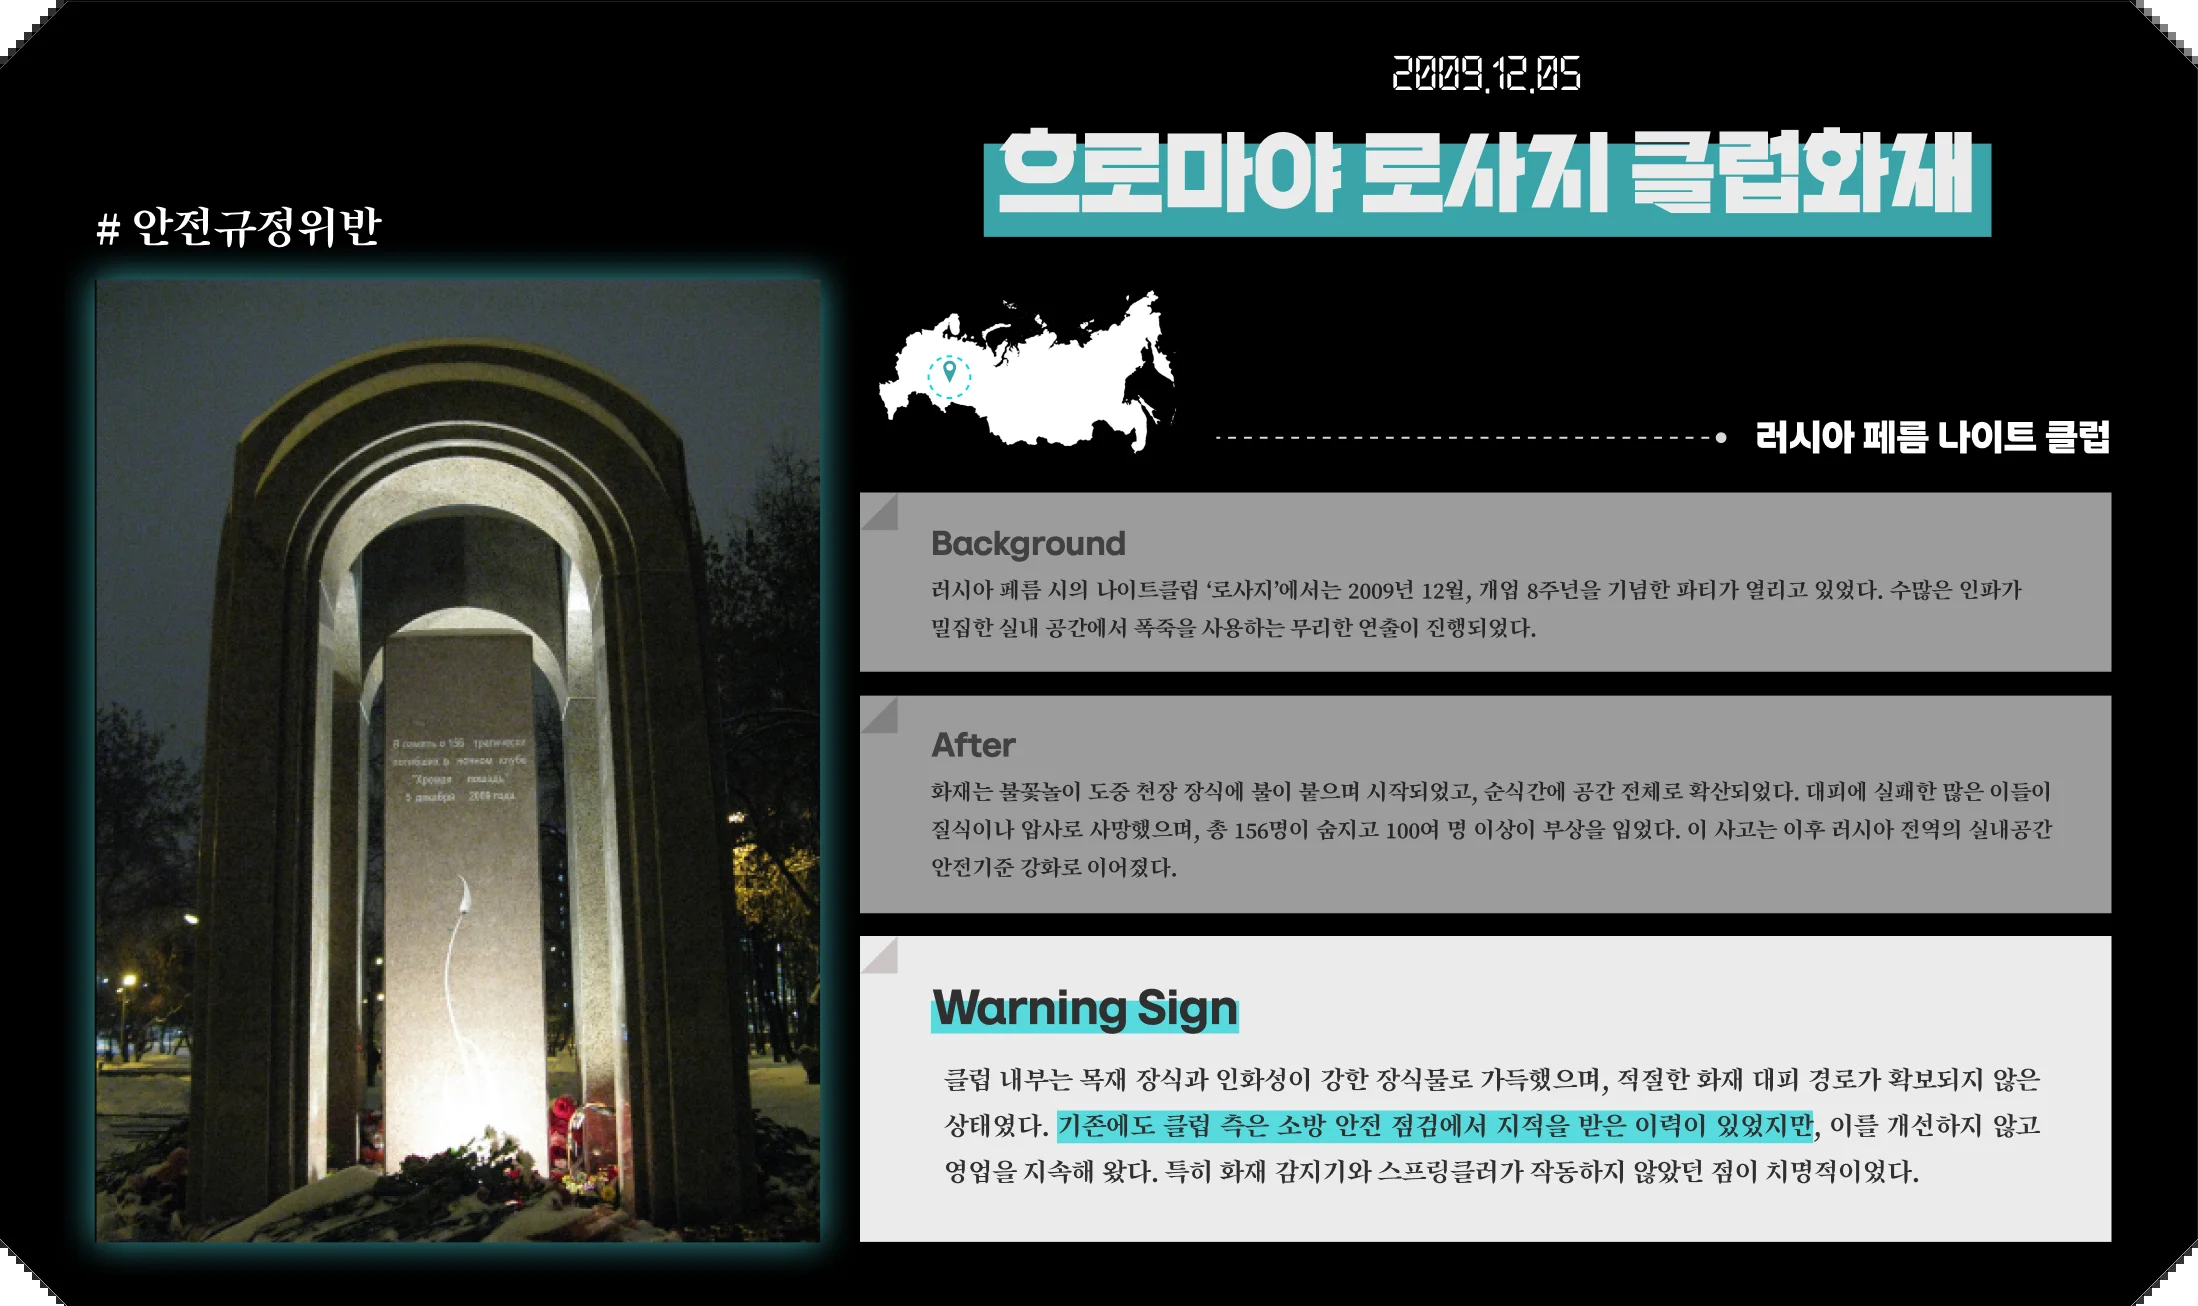 2009.12.05
흐로마야 로사지 클럽화재
# 안전규정위반
러시아 페름 나이트 클럽
Background
러시아 페름 시의 나이트클럽 ‘로사지’에서는 2009년 12월, 개업 8주년을 기념한 파티가 열리고 있었다. 수많은 인파가
밀집한 실내 공간에서 폭죽을 사용하는 무리한 연출이 진행되었다.
After
화재는 불꽃놀이 도중 천장 장식에 불이 붙으며 시작되었고, 순식간에 공간 전체로 확산되었다. 대피에 실패한 많은 이들이
질식이나 압사로 사망했으며, 총 156명이 숨지고 100여 명 이상이 부상을 입었다. 이 사고는 이후 러시아 전역의 실내공간
안전기준 강화로 이어졌다.
Warning Sign
클럽 내부는 목재 장식과 인화성이 강한 장식물로 가득했으며, 적절한 화재 대피 경로가 확보되지 않은
상태였다. 기존에도 클럽 측은 소방 안전 점검에서 지적을 받은 이력이 있었지만, 이를 개선하지 않고
영업을 지속해 왔다. 특히 화재 감지기와 스프링클러가 작동하지 않았던 점이 치명적이었다.
В память о 156 трагически
погибших в ночном клубе
"Хромая лошадь"
5 декабря 2009 года